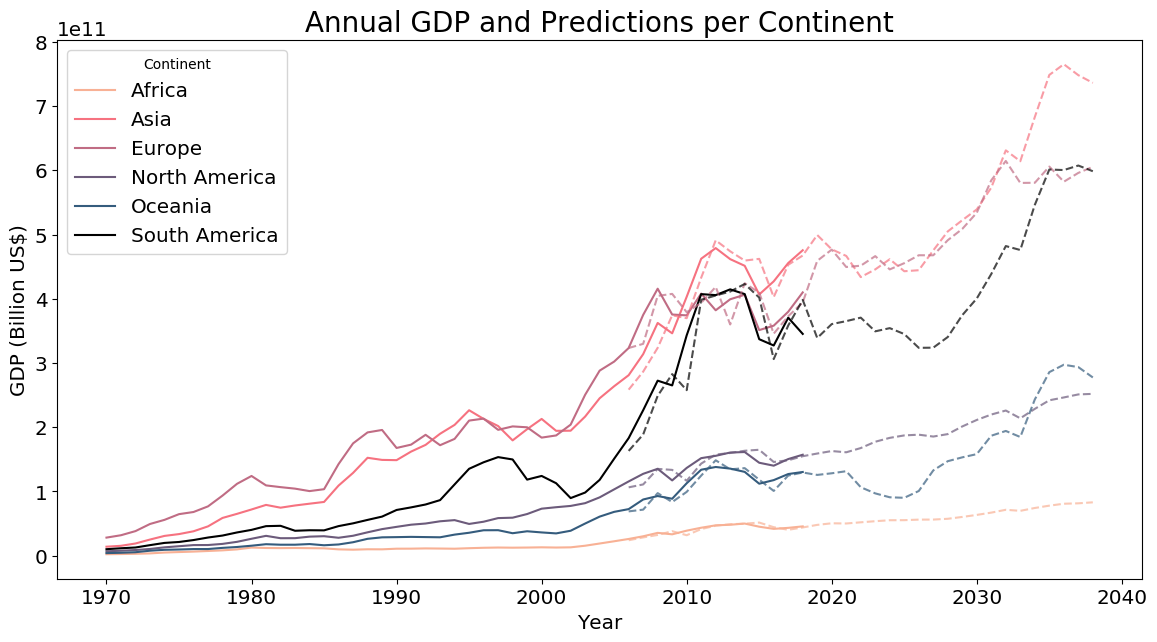 Annual GDP and Predictions per Continent
1e11
8
7
6
5
4
3
2
1
0
GDP (Billion US$)
Continent
Africa
Asia
Europe
North America
Oceania
South America
1970 1980 1990 2000 2010 2020 2030 2040
Year